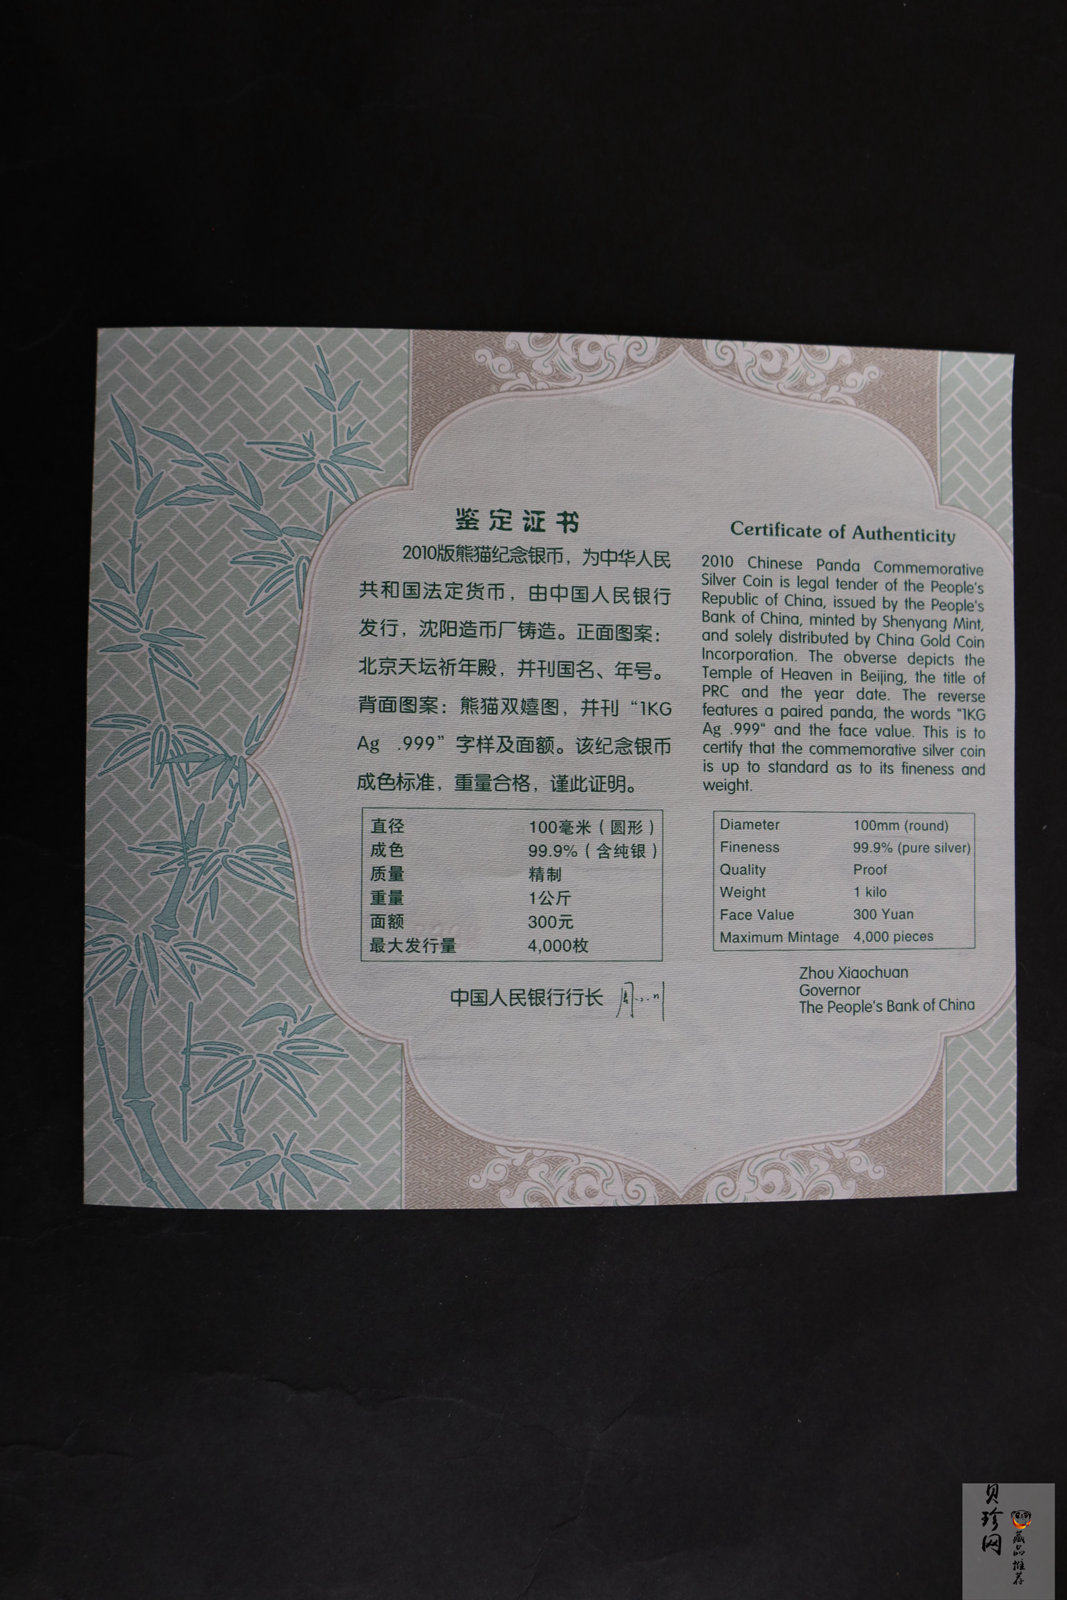 鉴定证书
2010版熊猫纪念银币，为中华人民
共和国法定货币，由中国人民银行
发行，沈阳造币厂铸造。正面图案：
北京天坛祈年殿，并刊国名、年号。
背面图案：熊猫双嬉图，并刊“1KG
Ag .999”字样及面额。该纪念银币
成色标准，重量合格，谨此证明。
直径 100毫米（圆形）
成色 99.9%（含纯银）
质量 精制
重量 1公斤
面额 300元
最大发行量 4,000枚
中国人民银行行长
Certificate of Authenticity
2010 Chinese Panda Commemorative
Silver Coin is legal tender of the People's
Republic of China, issued by the People's
Bank of China, minted by Shenyang Mint,
and solely distributed by China Gold Coin
Incorporation. The obverse depicts the
Temple of Heaven in Beijing, the title of
PRC and the year date. The reverse
features a paired panda, the words "1KG
Ag .999" and the face value. This is to
certify that the commemorative silver coin
is up to standard as to its fineness and
weight.
Diameter 100mm (round)
Fineness 99.9% (pure silver)
Quality Proof
Weight 1 kilo
Face Value 300 Yuan
Maximum Mintage 4,000 pieces
Zhou Xiaochuan
Governor
The People's Bank of China
贝珍网
藏品推荐